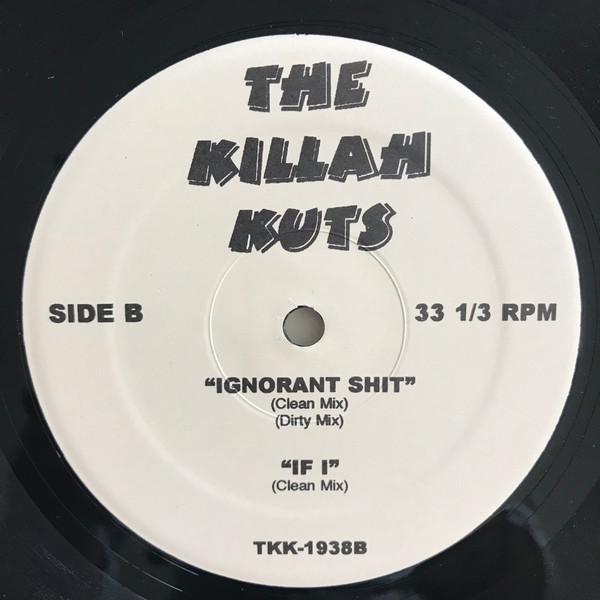 THE
KILLAH
KUTS
SIDE B
33 1/3 RPM
“IGNORANT SHIT”
(Clean Mix)
(Dirty Mix)
“IF I”
(Clean Mix)
TKK-1938B